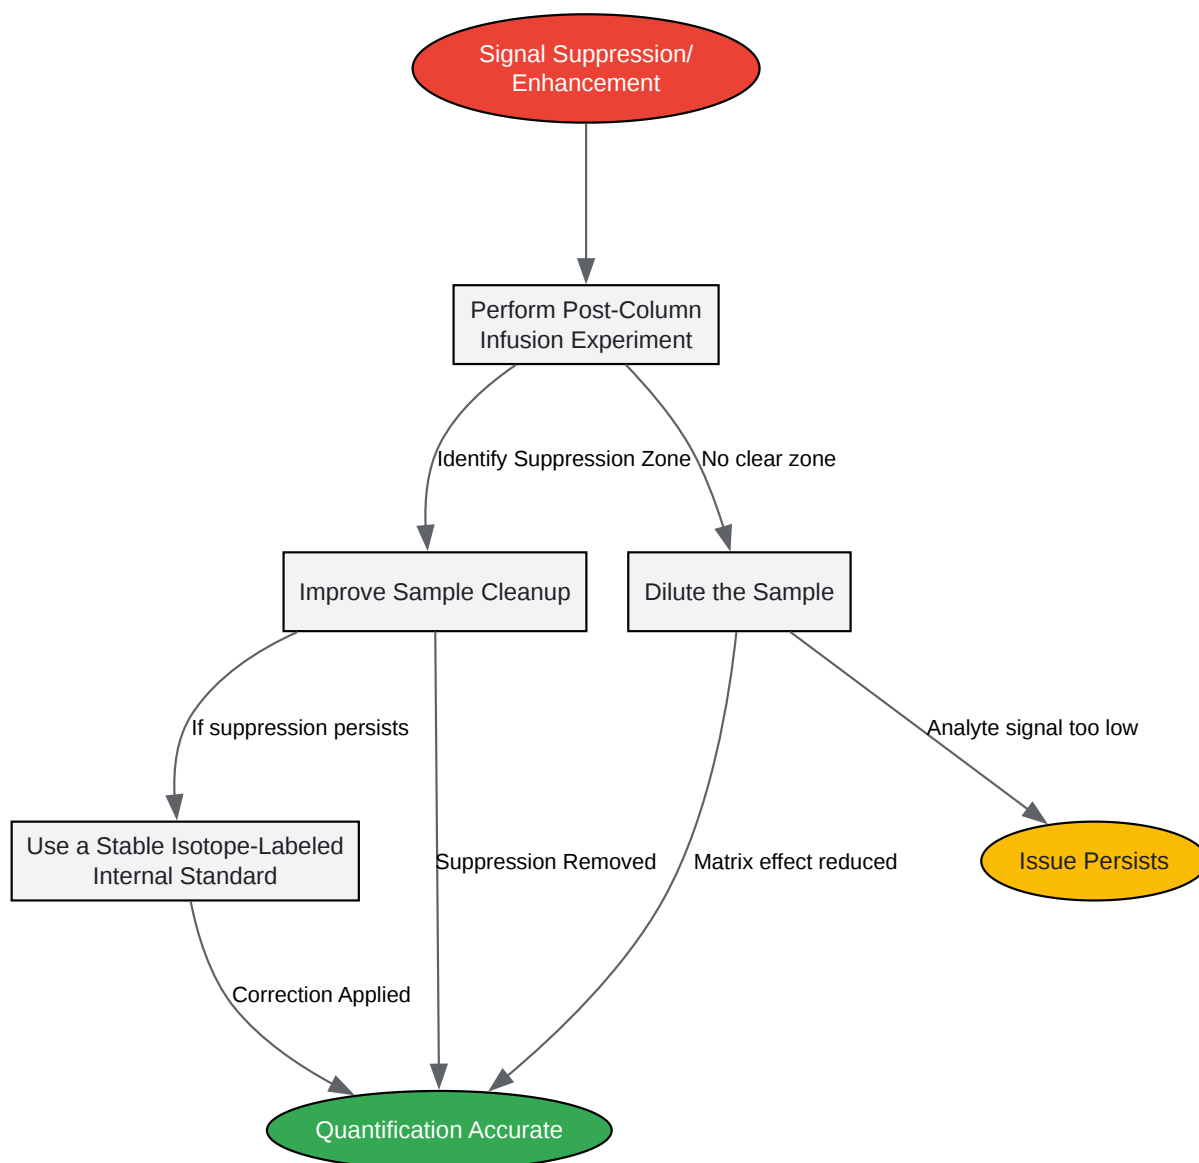 Signal Suppression/
Enhancement
Perform Post-Column
Infusion Experiment
Identify Suppression Zone
No clear zone
Improve Sample Cleanup
Dilute the Sample
If suppression persists
Analyte signal too low
Use a Stable Isotope-Labeled
Internal Standard
Suppression Removed
Matrix effect reduced
Issue Persists
Correction Applied
Quantification Accurate